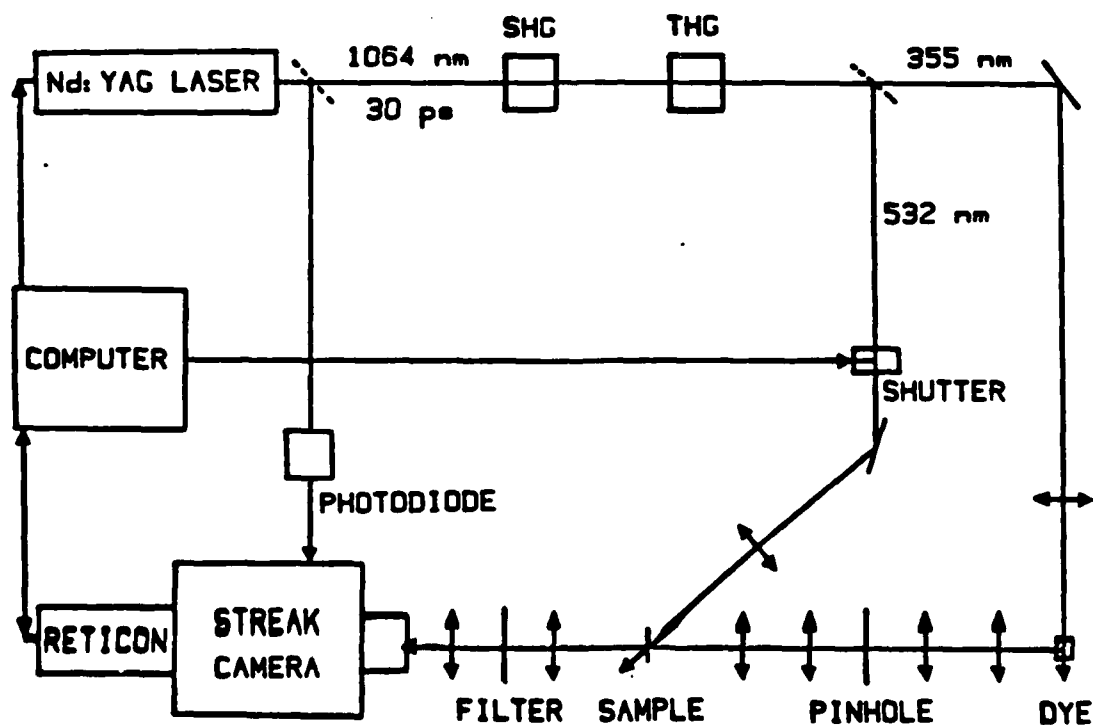 SHG
THG
1064 nm
355 nm
Nd: YAG LASER
30 ps
532 nm
COMPUTER
SHUTTER
PHOTODIODE
RETICON
STREAK
CAMERA
FILTER
SAMPLE
PINHOLE
DYE